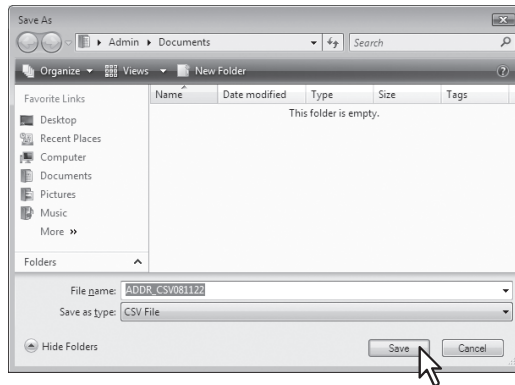 Save As
Admin Documents Search
Organize Views New Folder ?
Favorite Links
Name Date modified Type Size Tags
This folder is empty.
Desktop
Recent Places
Computer
Documents
Pictures
Music
More »
Folders
File name: ADDR_CSV081122
Save as type: CSV File
Hide Folders Save Cancel